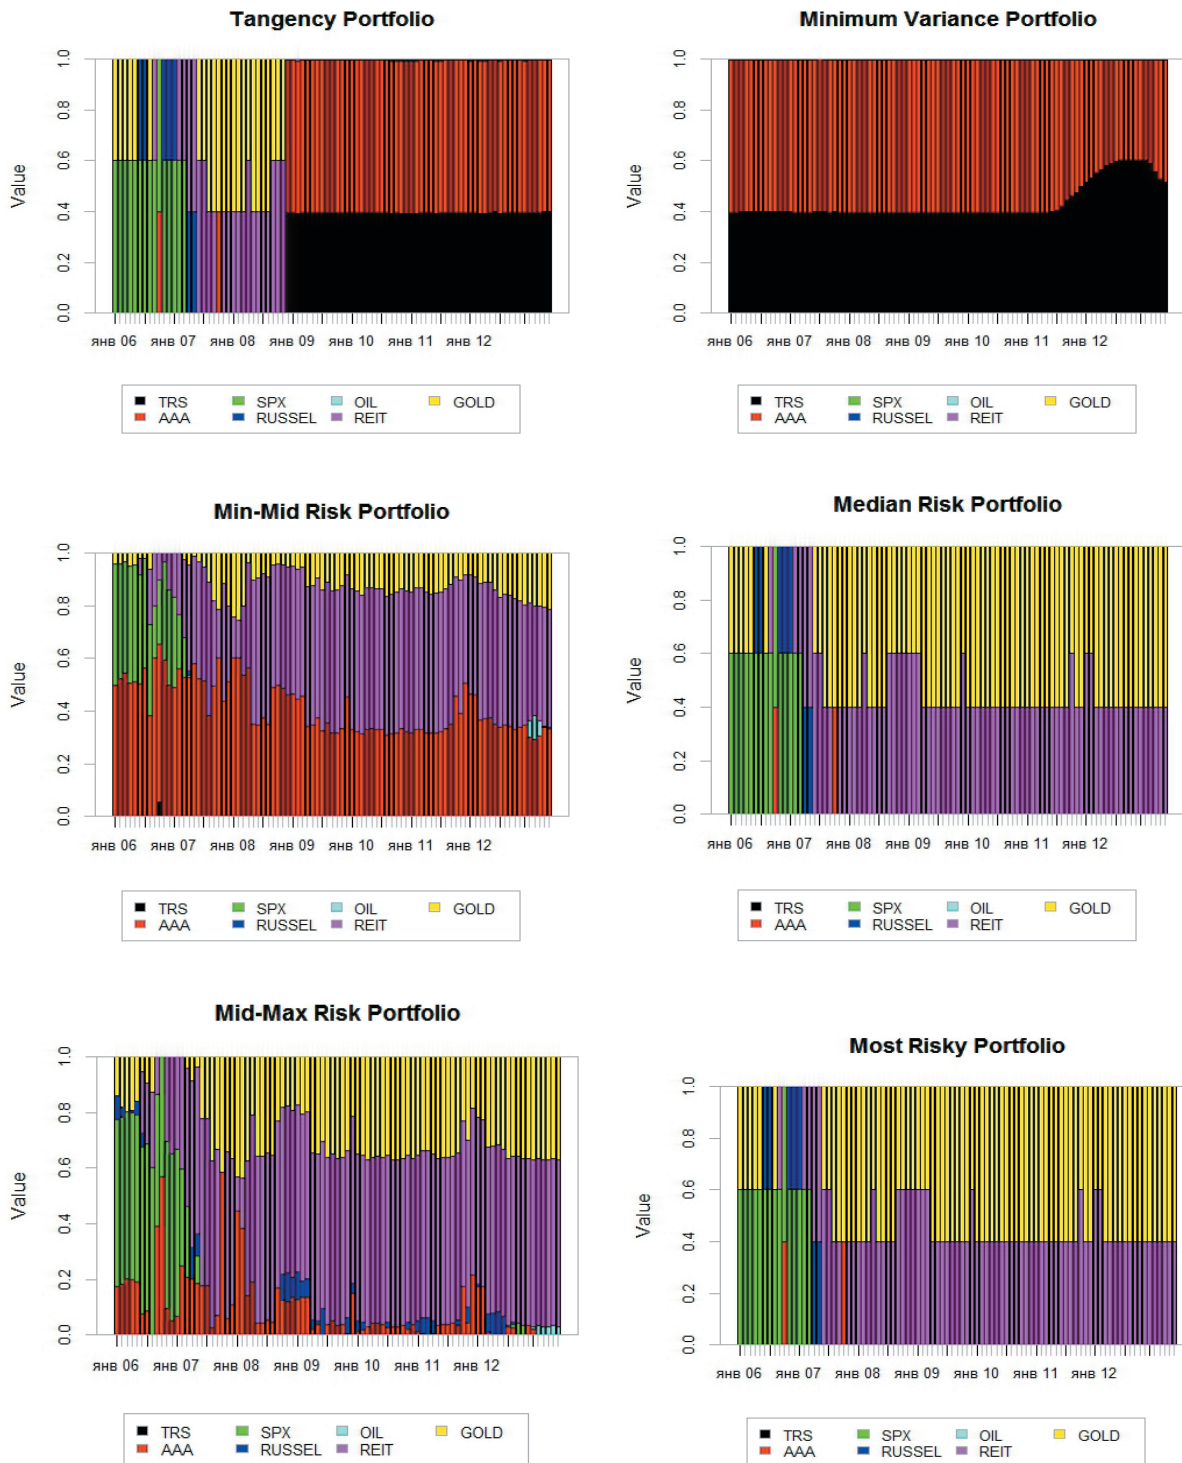 Tangency Portfolio
Value
1.0
0.8
0.6
0.4
0.2
0.0
янв 06 янв 07 янв 08 янв 09 янв 10 янв 11 янв 12
TRS SPX OIL GOLD
AAA RUSSEL REIT
Minimum Variance Portfolio
Value
1.0
0.8
0.6
0.4
0.2
0.0
янв 06 янв 07 янв 08 янв 09 янв 10 янв 11 янв 12
TRS SPX OIL GOLD
AAA RUSSEL REIT
Min-Mid Risk Portfolio
Value
1.0
0.8
0.6
0.4
0.2
0.0
янв 06 янв 07 янв 08 янв 09 янв 10 янв 11 янв 12
TRS SPX OIL GOLD
AAA RUSSEL REIT
Median Risk Portfolio
Value
1.0
0.8
0.6
0.4
0.2
0.0
янв 06 янв 07 янв 08 янв 09 янв 10 янв 11 янв 12
TRS SPX OIL GOLD
AAA RUSSEL REIT
Mid-Max Risk Portfolio
Value
1.0
0.8
0.6
0.4
0.2
0.0
янв 06 янв 07 янв 08 янв 09 янв 10 янв 11 янв 12
TRS SPX OIL GOLD
AAA RUSSEL REIT
Most Risky Portfolio
Value
1.0
0.8
0.6
0.4
0.2
0.0
янв 06 янв 07 янв 08 янв 09 янв 10 янв 11 янв 12
TRS SPX OIL GOLD
AAA RUSSEL REIT